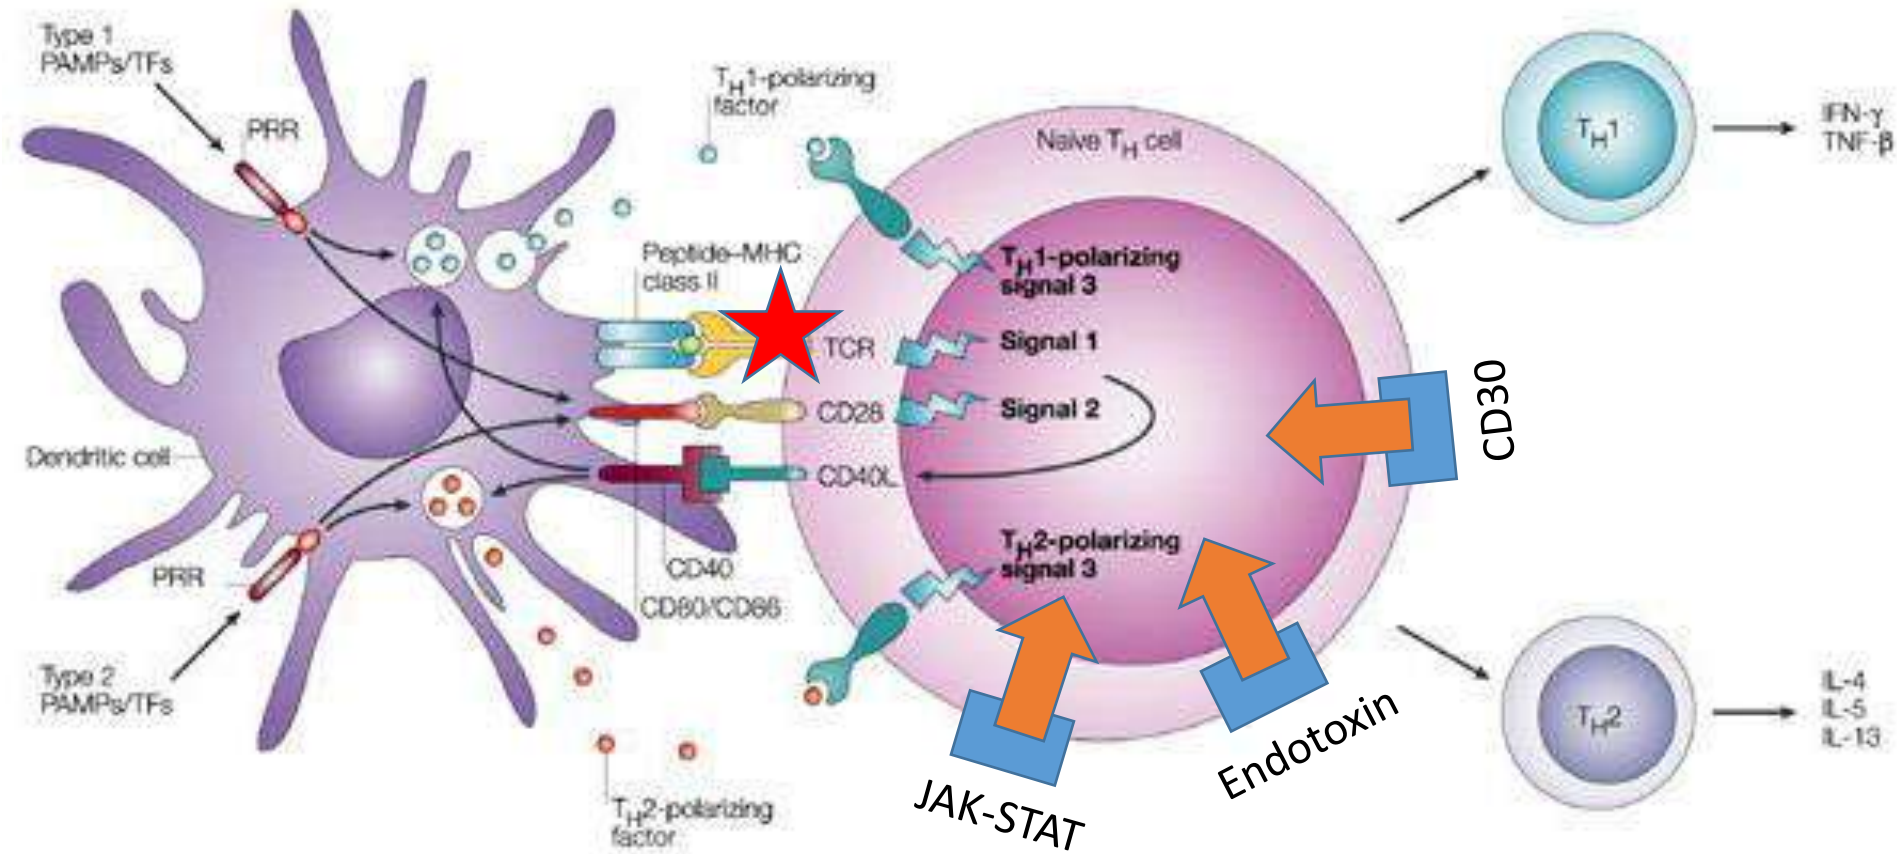 Type 1
PAMPs/TFs
PRR
TH1-polarizing
factor
Naive TH cell
TH1
IFN-γ
TNF-β
Peptide–MHC
class II
TH1-polarizing
signal 3
TCR
Signal 1
CD28
Signal 2
CD30
Dendritic cell
CD40L
TH2-polarizing
signal 3
PRR
CD40
CD80/CD86
Type 2
PAMPs/TFs
TH2
IL-4
IL-5
IL-13
Endotoxin
JAK-STAT
TH2-polarizing
factor